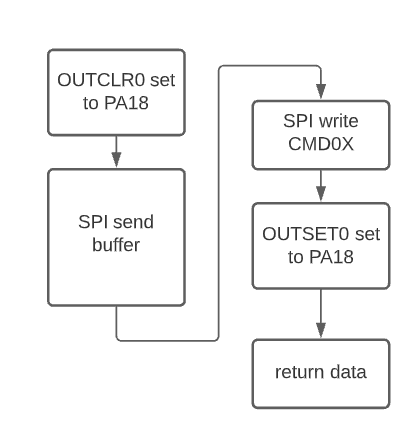 OUTCLR0 set
to PA18
SPI send
buffer
SPI write
CMD0X
OUTSET0 set
to PA18
return data